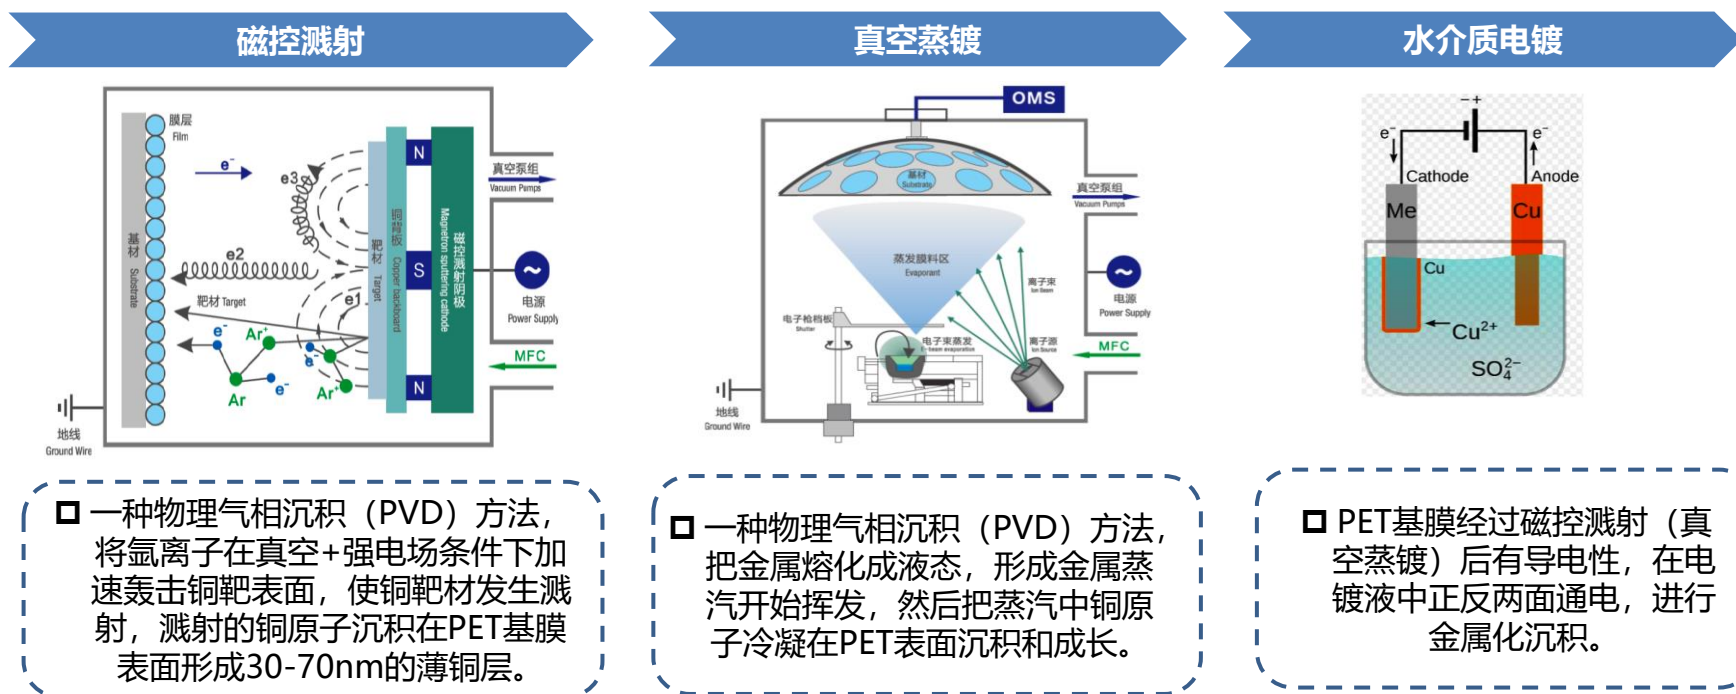 磁控溅射
膜层
Film
e⁻
e3
N
真空泵组
Vacuum Pumps
基材
Substrate
e2
靶材
Target
铜背板
Copper backboard
S
磁控溅射阴极
Magnetron sputtering cathode
~
电源
Power Supply
靶材 Target
e1
e⁻
Ar⁺
e⁻
e⁻
Ar
Ar⁺
N
MFC
地线
Ground Wire
一种物理气相沉积（PVD）方法，
将氩离子在真空+强电场条件下加
速轰击铜靶表面，使铜靶材发生溅
射，溅射的铜原子沉积在PET基膜
表面形成30-70nm的薄铜层。
真空蒸镀
OMS
基材
Substrate
真空泵组
Vacuum Pumps
蒸发膜料区
Evaporant
离子束
Ion Beam
~
电源
Power Supply
电子枪档板
Shutter
电子束蒸发
E-beam evaporation
离子源
Ion Source
MFC
地线
Ground Wire
一种物理气相沉积（PVD）方法，
把金属熔化成液态，形成金属蒸
汽开始挥发，然后把蒸汽中铜原
子冷凝在PET表面沉积和成长。
水介质电镀
− +
e⁻
e⁻
Cathode
Anode
Me
Cu
Cu
Cu²⁺
SO₄²⁻
PET基膜经过磁控溅射（真
空蒸镀）后有导电性，在电
镀液中正反两面通电，进行
金属化沉积。